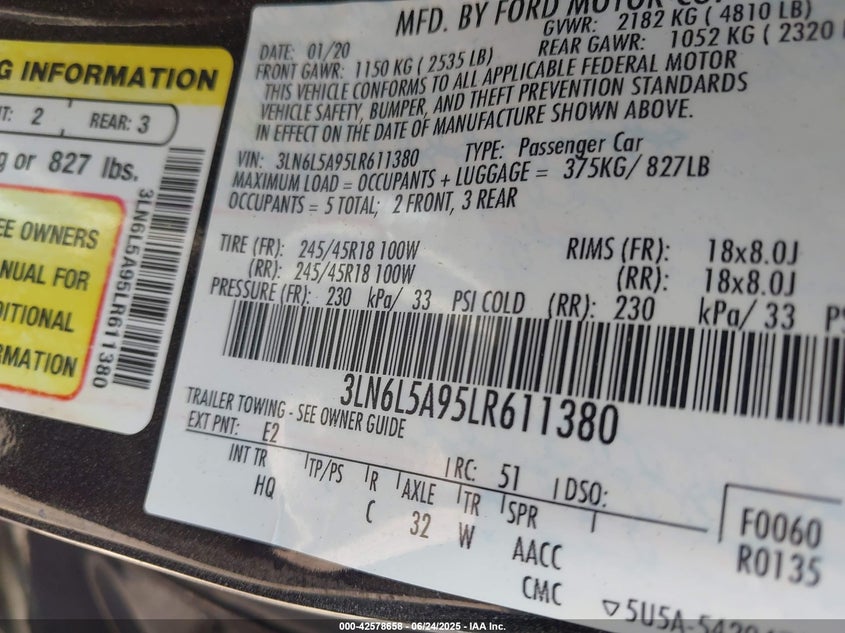 G INFORMATION
2
REAR: 3
or 827 lbs.
EE OWNERS
NUAL FOR
DITIONAL
RMATION
3LN6L5A95LR611380
MFD. BY FORD MOTOR CO
DATE: 01/20
GVWR: 2182 KG ( 4810 LB)
FRONT GAWR: 1150 KG ( 2535 LB)
REAR GAWR: 1052 KG ( 2320
THIS VEHICLE CONFORMS TO ALL APPLICABLE FEDERAL MOTOR
VEHICLE SAFETY, BUMPER, AND THEFT PREVENTION STANDARDS
IN EFFECT ON THE DATE OF MANUFACTURE SHOWN ABOVE.
VIN: 3LN6L5A95LR611380 TYPE: Passenger Car
MAXIMUM LOAD = OCCUPANTS + LUGGAGE = 375KG/ 827LB
OCCUPANTS = 5 TOTAL; 2 FRONT, 3 REAR
TIRE (FR): 245/45R18 100W RIMS (FR): 18x8.0J
(RR): 245/45R18 100W (RR): 18x8.0J
PRESSURE (FR): 230 kPa/ 33 PSI COLD (RR): 230 kPa/ 33 PS
3LN6L5A95LR611380
TRAILER TOWING - SEE OWNER GUIDE
EXT PNT: E2 RC: 51 DSO:
INT TR TP/PS R AXLE TR SPR
HQ C 32 W AACC
CMC
F0060
R0135
5U5A-5420
000-42578658 - 06/24/2025 - IAA Inc.